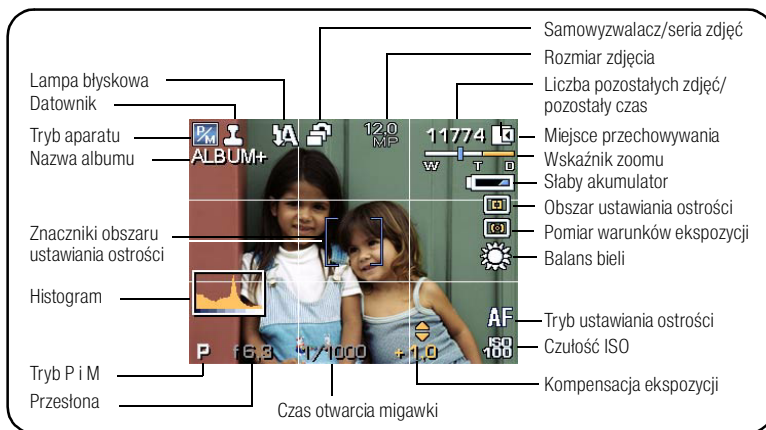 Samowyzwalacz/seria zdjęć
Rozmiar zdjęcia
Lampa błyskowa
Liczba pozostałych zdjęć/
pozostały czas
Datownik
Tryb aparatu
Nazwa albumu
P/M
ALBUM+
12,0
MP
11774
W T D
Miejsce przechowywania
Wskaźnik zoomu
Słaby akumulator
Obszar ustawiania ostrości
Pomiar warunków ekspozycji
Balans bieli
Znaczniki obszaru
ustawiania ostrości
Histogram
AF
Tryb ustawiania ostrości
ISO
100
Czułość ISO
P f6,3 1/1000 +1,0
Tryb P i M
Przesłona
Czas otwarcia migawki
Kompensacja ekspozycji